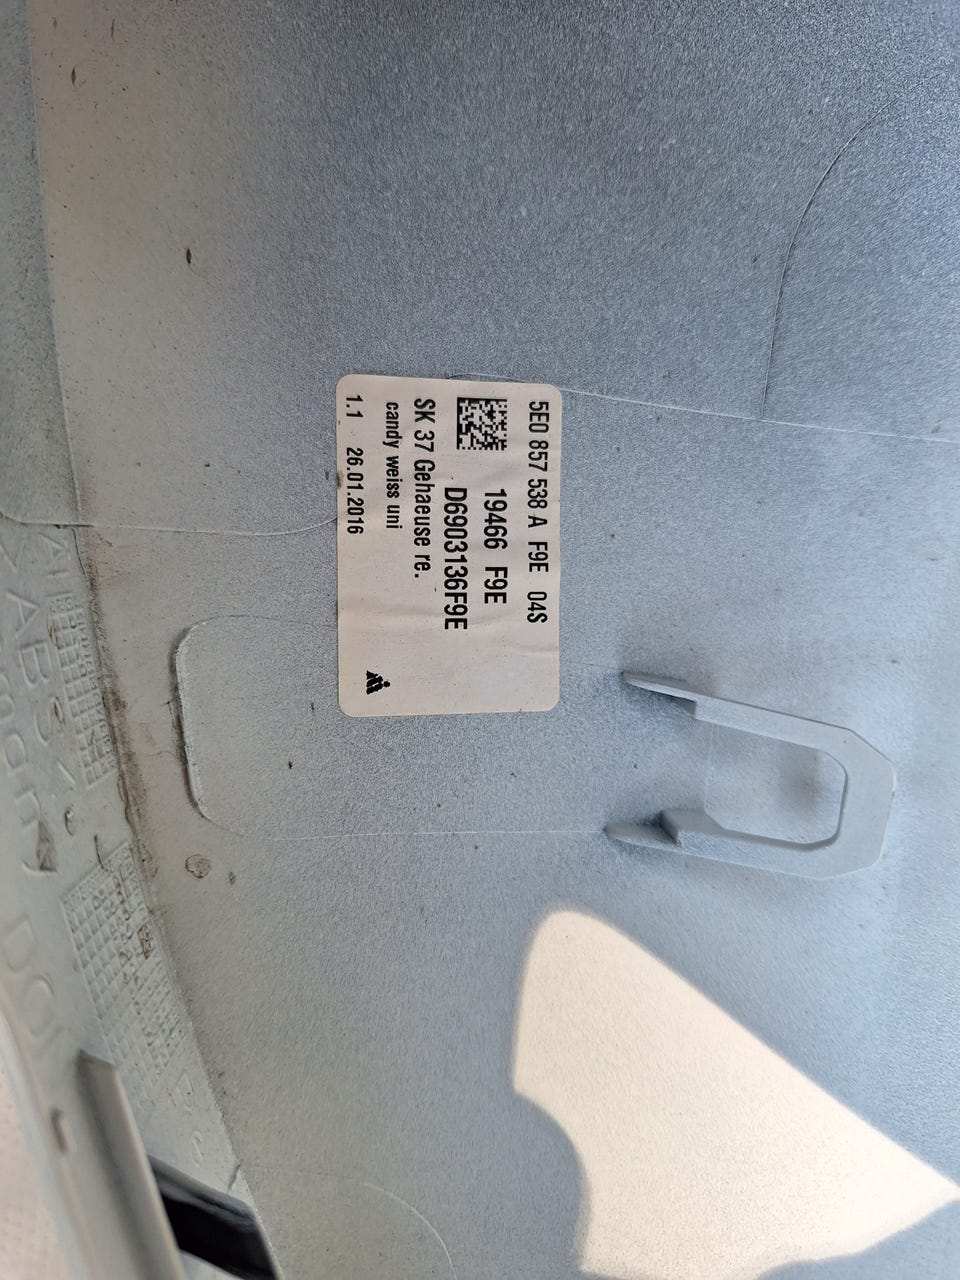 5E0 857 538 A F9E 04S
19466 F9E
D6903136F9E
SK 37 Gehaeuse re.
candy weiss uni
1.1 26.01.2016